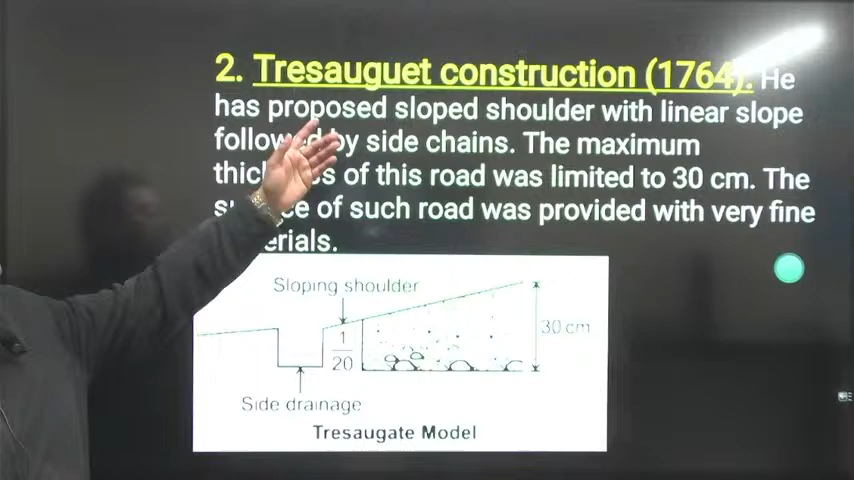 2. Tresauguet construction (1764). He
has proposed sloped shoulder with linear slope
by side chains. The maximum
of this road was limited to 30 cm. The
of such road was provided with very fine
Sloping shoulder
30 cm
1
20
Side drainage
Tresaugate Model